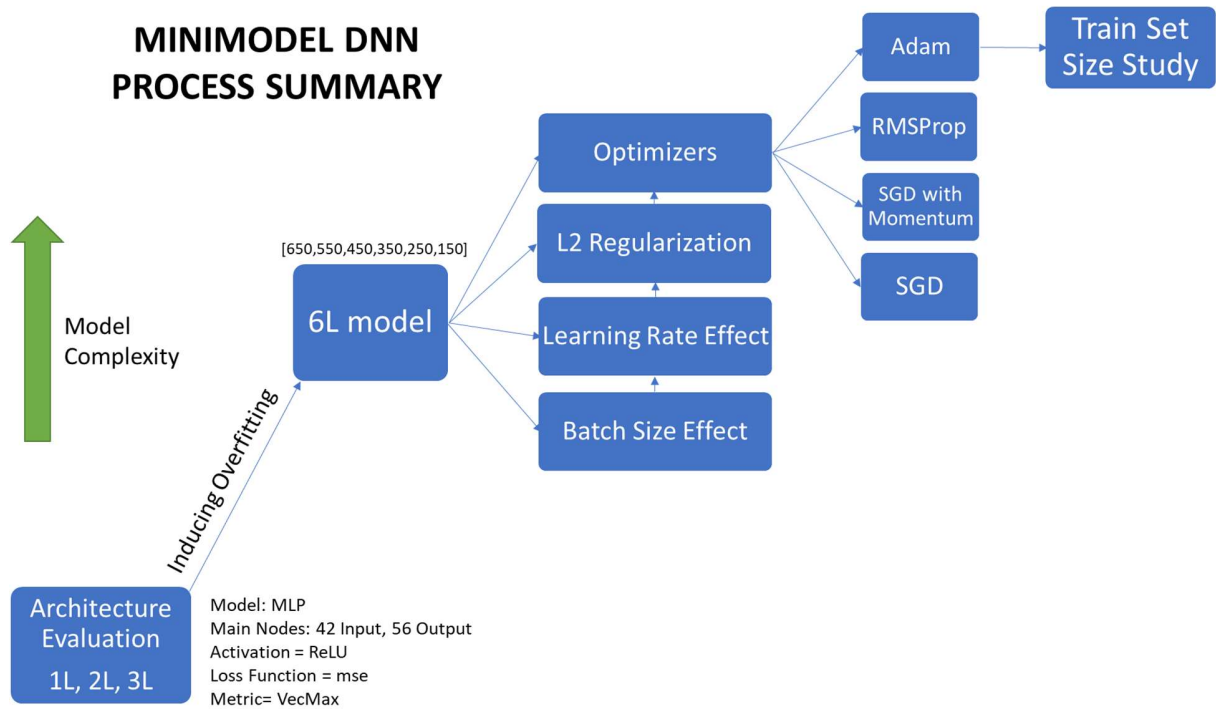 MINIMODEL DNN
PROCESS SUMMARY
Adam
Train Set
Size Study
RMSProp
SGD with
Momentum
SGD
Optimizers
L2 Regularization
Learning Rate Effect
Batch Size Effect
[650,550,450,350,250,150]
6L model
Model
Complexity
Inducing Overfitting
Architecture
Evaluation
1L, 2L, 3L
Model: MLP
Main Nodes: 42 Input, 56 Output
Activation = ReLU
Loss Function = mse
Metric= VecMax